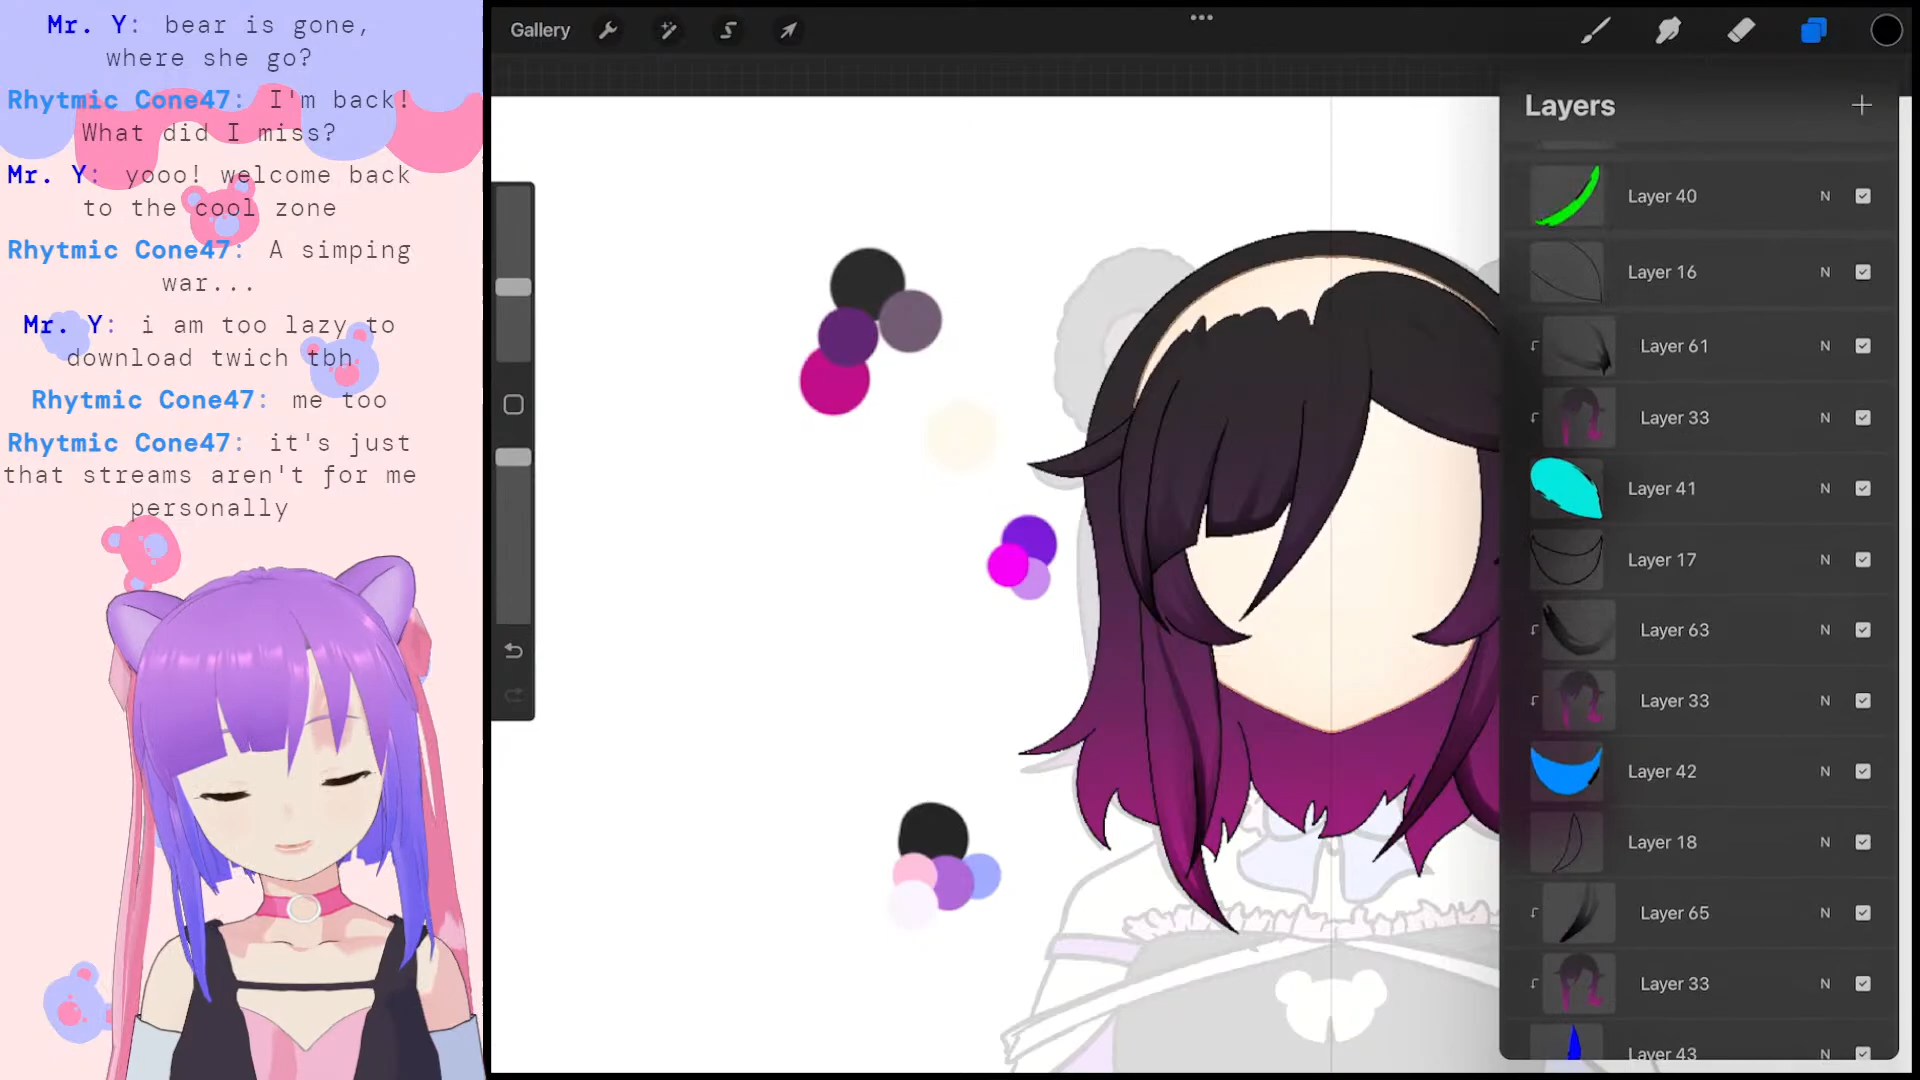 Mr. Y: bear is gone,
where she go?
Rhytmic Cone47: I'm back!
What did I miss?
Mr. Y: yooo! welcome back
to the cool zone
Rhytmic Cone47: A simping
war...
Mr. Y: i am too lazy to
download twich tbh
Rhytmic Cone47: me too
Rhytmic Cone47: it's just
that streams aren't for me
personally
Gallery
Layers
Layer 40 N
Layer 16 N
Layer 61 N
Layer 33 N
Layer 41 N
Layer 17 N
Layer 63 N
Layer 33 N
Layer 42 N
Layer 18 N
Layer 65 N
Layer 33 N
Layer 43 N